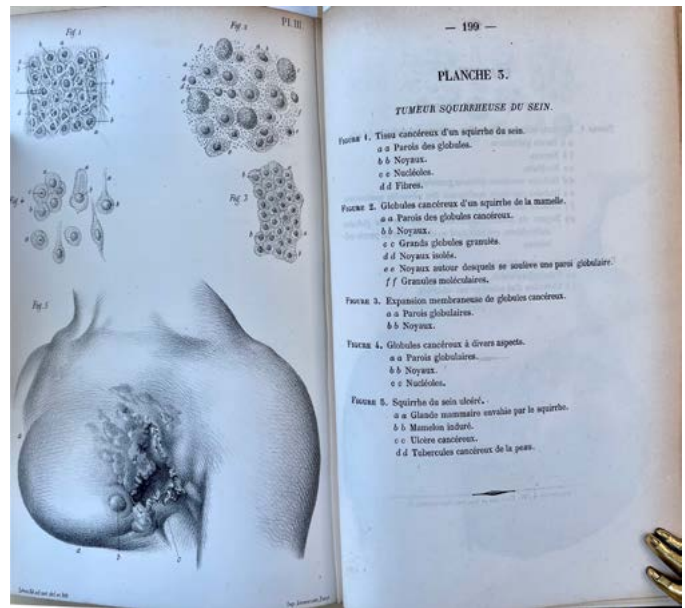 Pl. III.
Fig. 1
Fig. 2
Fig. 4
Fig. 3
Fig. 5
— 199 —
PLANCHE 3.
TUMEUR SQUIRRHEUSE DU SEIN.
FIGURE 1. Tissu cancéreux d'un squirrhe du sein.
a a Parois des globules.
b b Noyaux.
c c Nucléoles.
d d Fibres.
FIGURE 2. Globules cancéreux d'un squirrhe de la mamelle.
a a Parois des globules cancéreux.
b b Noyaux.
c c Grands globules granulés.
d d Noyaux isolés.
e e Noyaux autour desquels se soulève une paroi globulaire.
f f Granules moléculaires.
FIGURE 3. Expansion membraneuse de globules cancéreux.
a a Parois globulaires.
b b Noyaux.
FIGURE 4. Globules cancéreux à divers aspects.
a a Parois globulaires.
b b Noyaux.
c c Nucléoles.
FIGURE 5. Squirrhe du sein ulcéré.
a a Glande mammaire envahie par le squirrhe.
b b Mamelon induré.
c c Ulcère cancéreux.
d d Tubercules cancéreux de la peau.